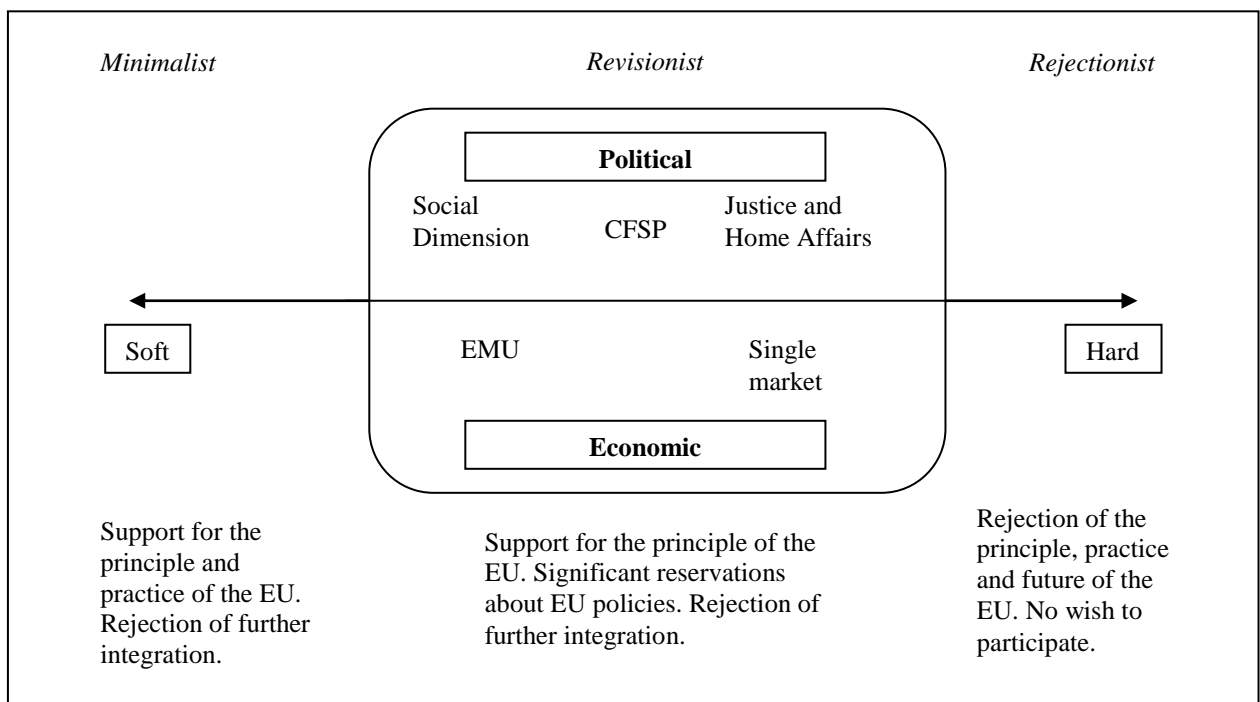 Minimalist
Revisionist
Rejectionist
Political
Social
Dimension
CFSP
Justice and
Home Affairs
Soft
EMU
Single
market
Hard
Economic
Support for the
principle and
practice of the EU.
Rejection of further
integration.
Support for the principle of the
EU. Significant reservations
about EU policies. Rejection of
further integration.
Rejection of the
principle, practice
and future of the
EU. No wish to
participate.